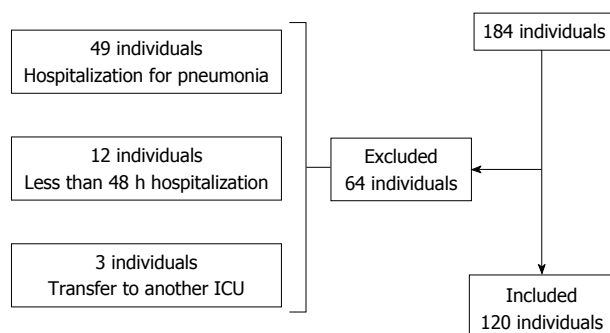 49 individuals
Hospitalization for pneumonia
12 individuals
Less than 48 h hospitalization
3 individuals
Transfer to another ICU
Excluded
64 individuals
184 individuals
Included
120 individuals